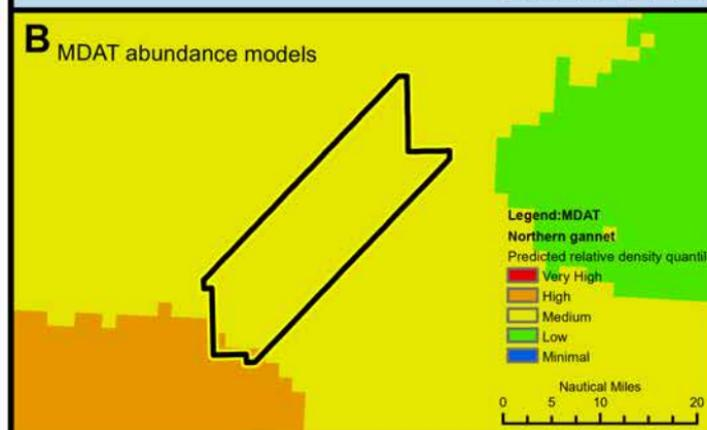 B MDAT abundance models
Legend:MDAT
Northern gannet
Predicted relative density quantil
Very High
High
Medium
Low
Minimal
Nautical Miles
0 5 10 20